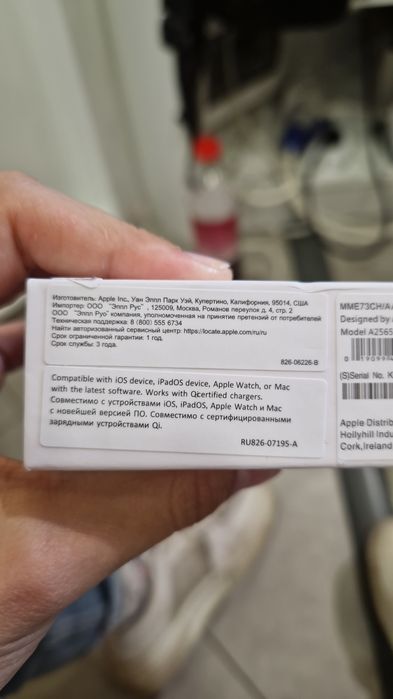 Изготовитель: Apple Inc., Уан Эппл Парк Уэй, Купертино, Калифорния, 95014, США
Импортер: ООО "Эппл Рус" , 125009, Москва, Романов переулок д. 4, стр. 2
ООО "Эппл Рус" компания, уполномоченная на принятие претензий от потребителей
Техническая поддержка: 8 (800) 555 6734
Найти авторизованный сервисный центр: https://locate.apple.com/ru/ru
Срок ограниченной гарантии: 1 год.
Срок службы: 3 года.
826-06226-B
Compatible with iOS device, iPadOS device, Apple Watch, or Mac
with the latest software. Works with Qcertified chargers.
Совместимо с устройствами iOS, iPadOS, Apple Watch и Mac
с новейшей версией ПО. Совместимо с сертифицированными
зарядными устройствами Qi.
RU826-07195-A
MME73CH/A
Designed by
Model A2565
(S)Serial No.
Apple Distrib
Hollyhill Indu
Cork, Ireland